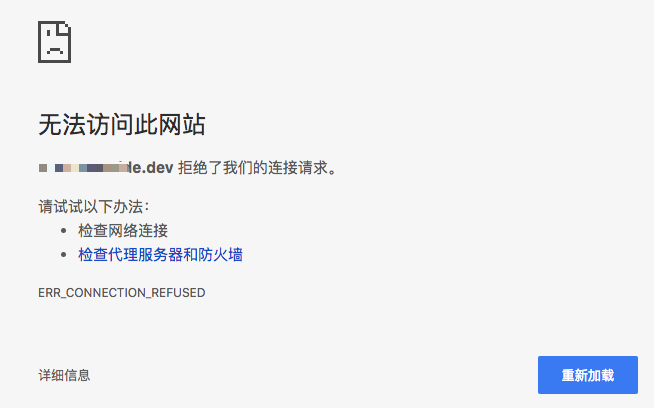 无法访问此网站
de.dev 拒绝了我们的连接请求。
请试试以下办法：
检查网络连接
检查代理服务器和防火墙
ERR_CONNECTION_REFUSED
详细信息
重新加载